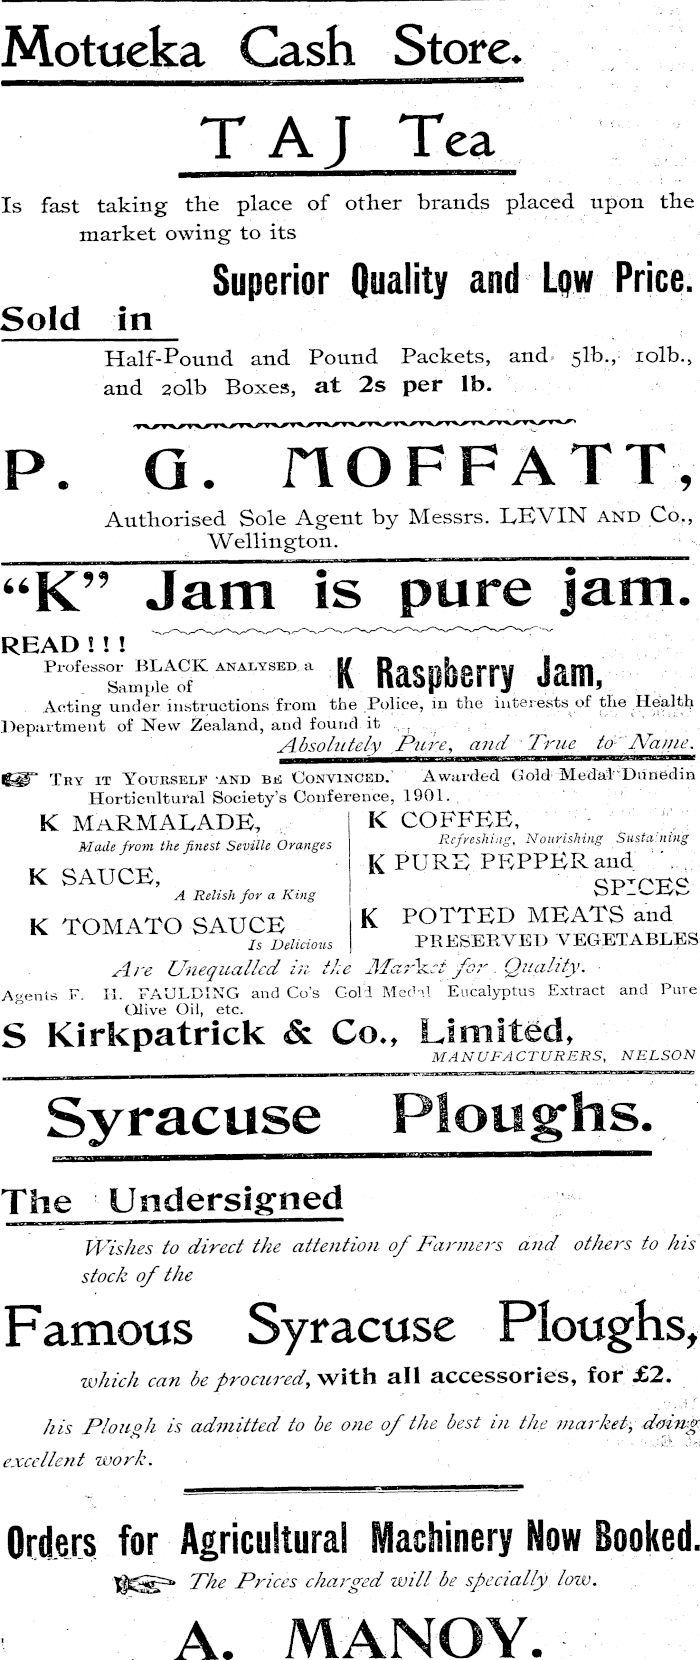 Motueka Cash Store.
TAJ Tea
Is fast taking the place of other brands placed upon the
market owing to its
Superior Quality and Low Price.
Sold in
Half-Pound and Pound Packets, and 5lb., 10lb.,
and 20lb Boxes, at 2s per lb.
P. G. MOFFATT,
Authorised Sole Agent by Messrs. LEVIN AND Co.,
Wellington.
"K" Jam is pure jam.
READ!!!
Professor BLACK ANALYSED a
Sample of
K Raspberry Jam,
Acting under instructions from the Police, in the interests of the Health
Department of New Zealand, and found it
Absolutely Pure, and True to Name.
TRY IT YOURSELF AND BE CONVINCED. Awarded Gold Medal Dunedin
Horticultural Society's Conference, 1901.
K MARMALADE,
Made from the finest Seville Oranges
K SAUCE,
A Relish for a King
K TOMATO SAUCE
Is Delicious
K COFFEE,
Refreshing, Nourishing Sustaining
K PURE PEPPER and
SPICES
K POTTED MEATS and
PRESERVED VEGETABLES
Are Unequalled in the Market for Quality.
Agents F. H. FAULDING and Co's Gold Medal Eucalyptus Extract and Pure
Olive Oil, etc.
S Kirkpatrick & Co., Limited,
MANUFACTURERS, NELSON
Syracuse Ploughs.
The Undersigned
Wishes to direct the attention of Farmers and others to his
stock of the
Famous Syracuse Ploughs,
which can be procured, with all accessories, for £2.
his Plough is admitted to be one of the best in the market, doing
excellent work.
Orders for Agricultural Machinery Now Booked.
The Prices charged will be specially low.
A. MANOY.